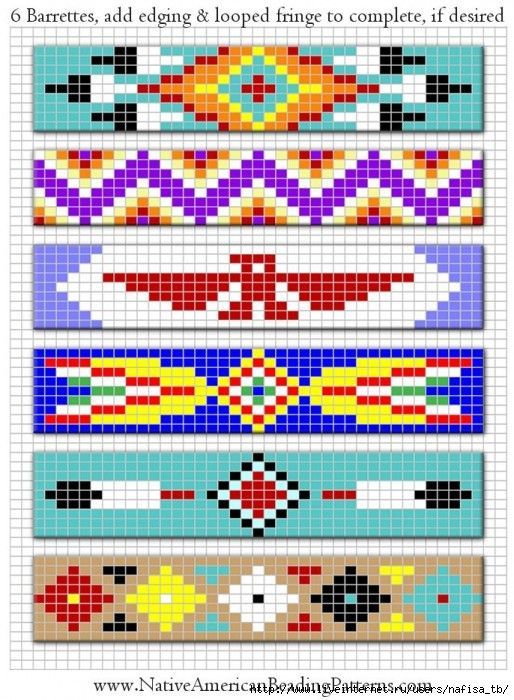 6 Barrettes, add edging & looped fringe to complete, if desired
www.NativeAmericanBeadingPatterns.com
http://www.liveinternet.ru/users/nafisa_tb/